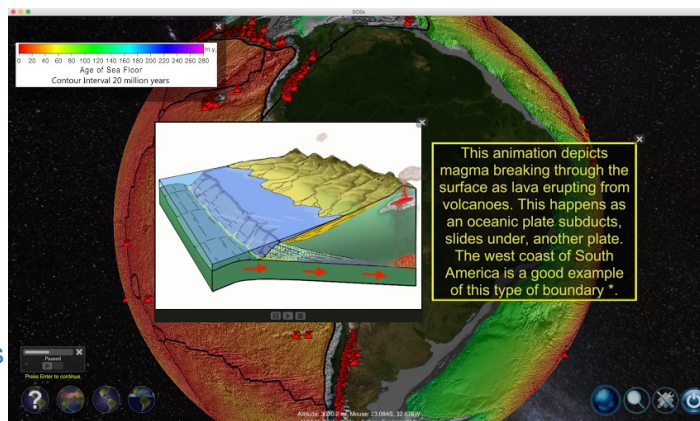 SOSx
m.y.
0 20 40 60 80 100 120 140 160 180 200 220 240 260 280
Age of Sea Floor
Contour Interval 20 million years
This animation depicts
magma breaking through the
surface as lava erupting from
volcanoes. This happens as
an oceanic plate subducts,
slides under, another plate.
The west coast of South
America is a good example
of this type of boundary *.
s
Paused
Press Enter to continue.
?